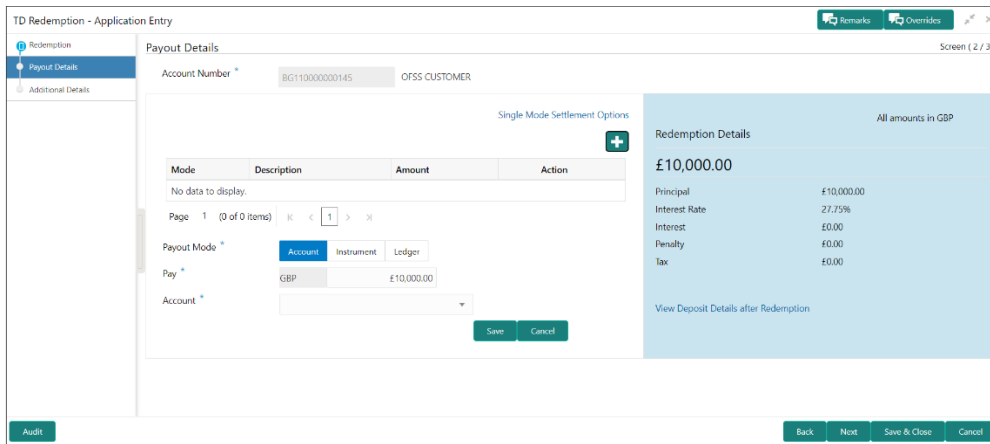 TD Redemption - Application Entry
Remarks
Overrides
Redemption
Payout Details
Additional Details
Payout Details
Screen ( 2 / 3
Account Number *
BG110000000145
OFSS CUSTOMER
Single Mode Settlement Options
Mode Description Amount Action
No data to display.
Page 1 (0 of 0 items) 1
Payout Mode *
Account Instrument Ledger
Pay *
GBP £10,000.00
Account *
Save Cancel
All amounts in GBP
Redemption Details
£10,000.00
Principal £10,000.00
Interest Rate 27.75%
Interest £0.00
Penalty £0.00
Tax £0.00
View Deposit Details after Redemption
Audit
Back Next Save & Close Cancel